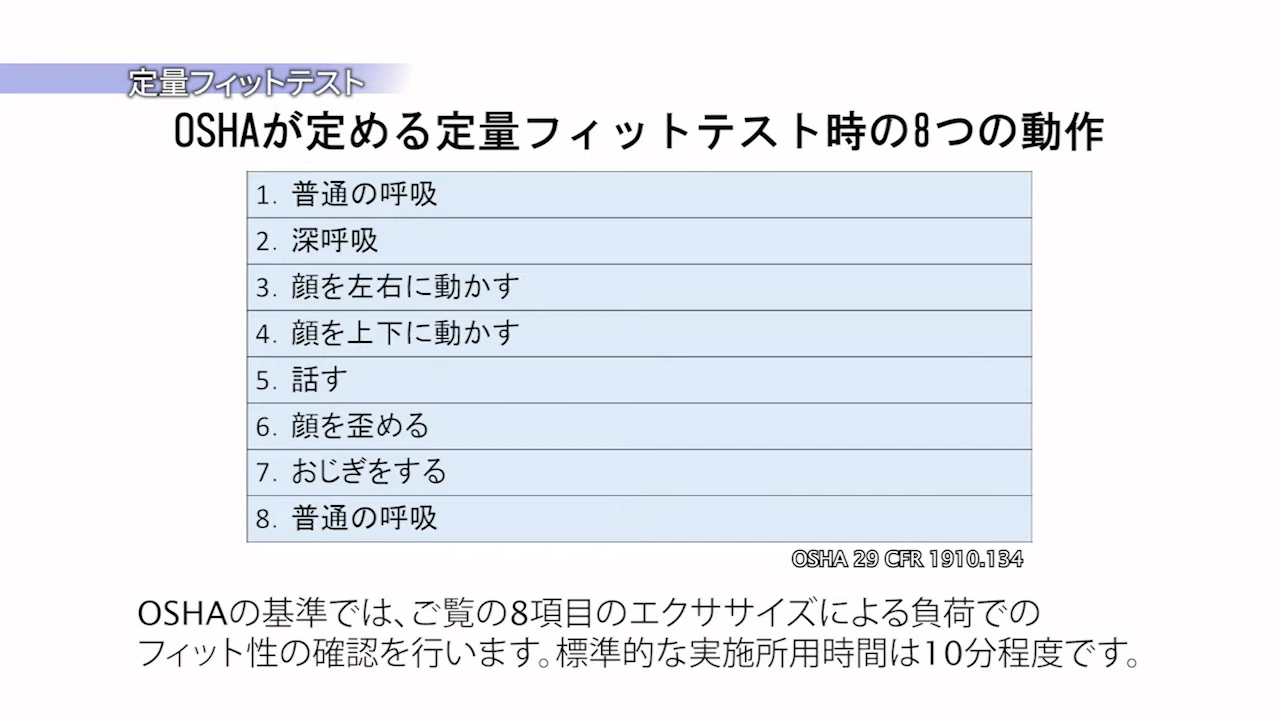 定量フィットテスト
OSHAが定める定量フィットテスト時の8つの動作
1. 普通の呼吸
2. 深呼吸
3. 顔を左右に動かす
4. 顔を上下に動かす
5. 話す
6. 顔を歪める
7. おじぎをする
8. 普通の呼吸
OSHA 29 CFR 1910.134
OSHAの基準では、ご覧の8項目のエクササイズによる負荷での
フィット性の確認を行います。標準的な実施所用時間は10分程度です。